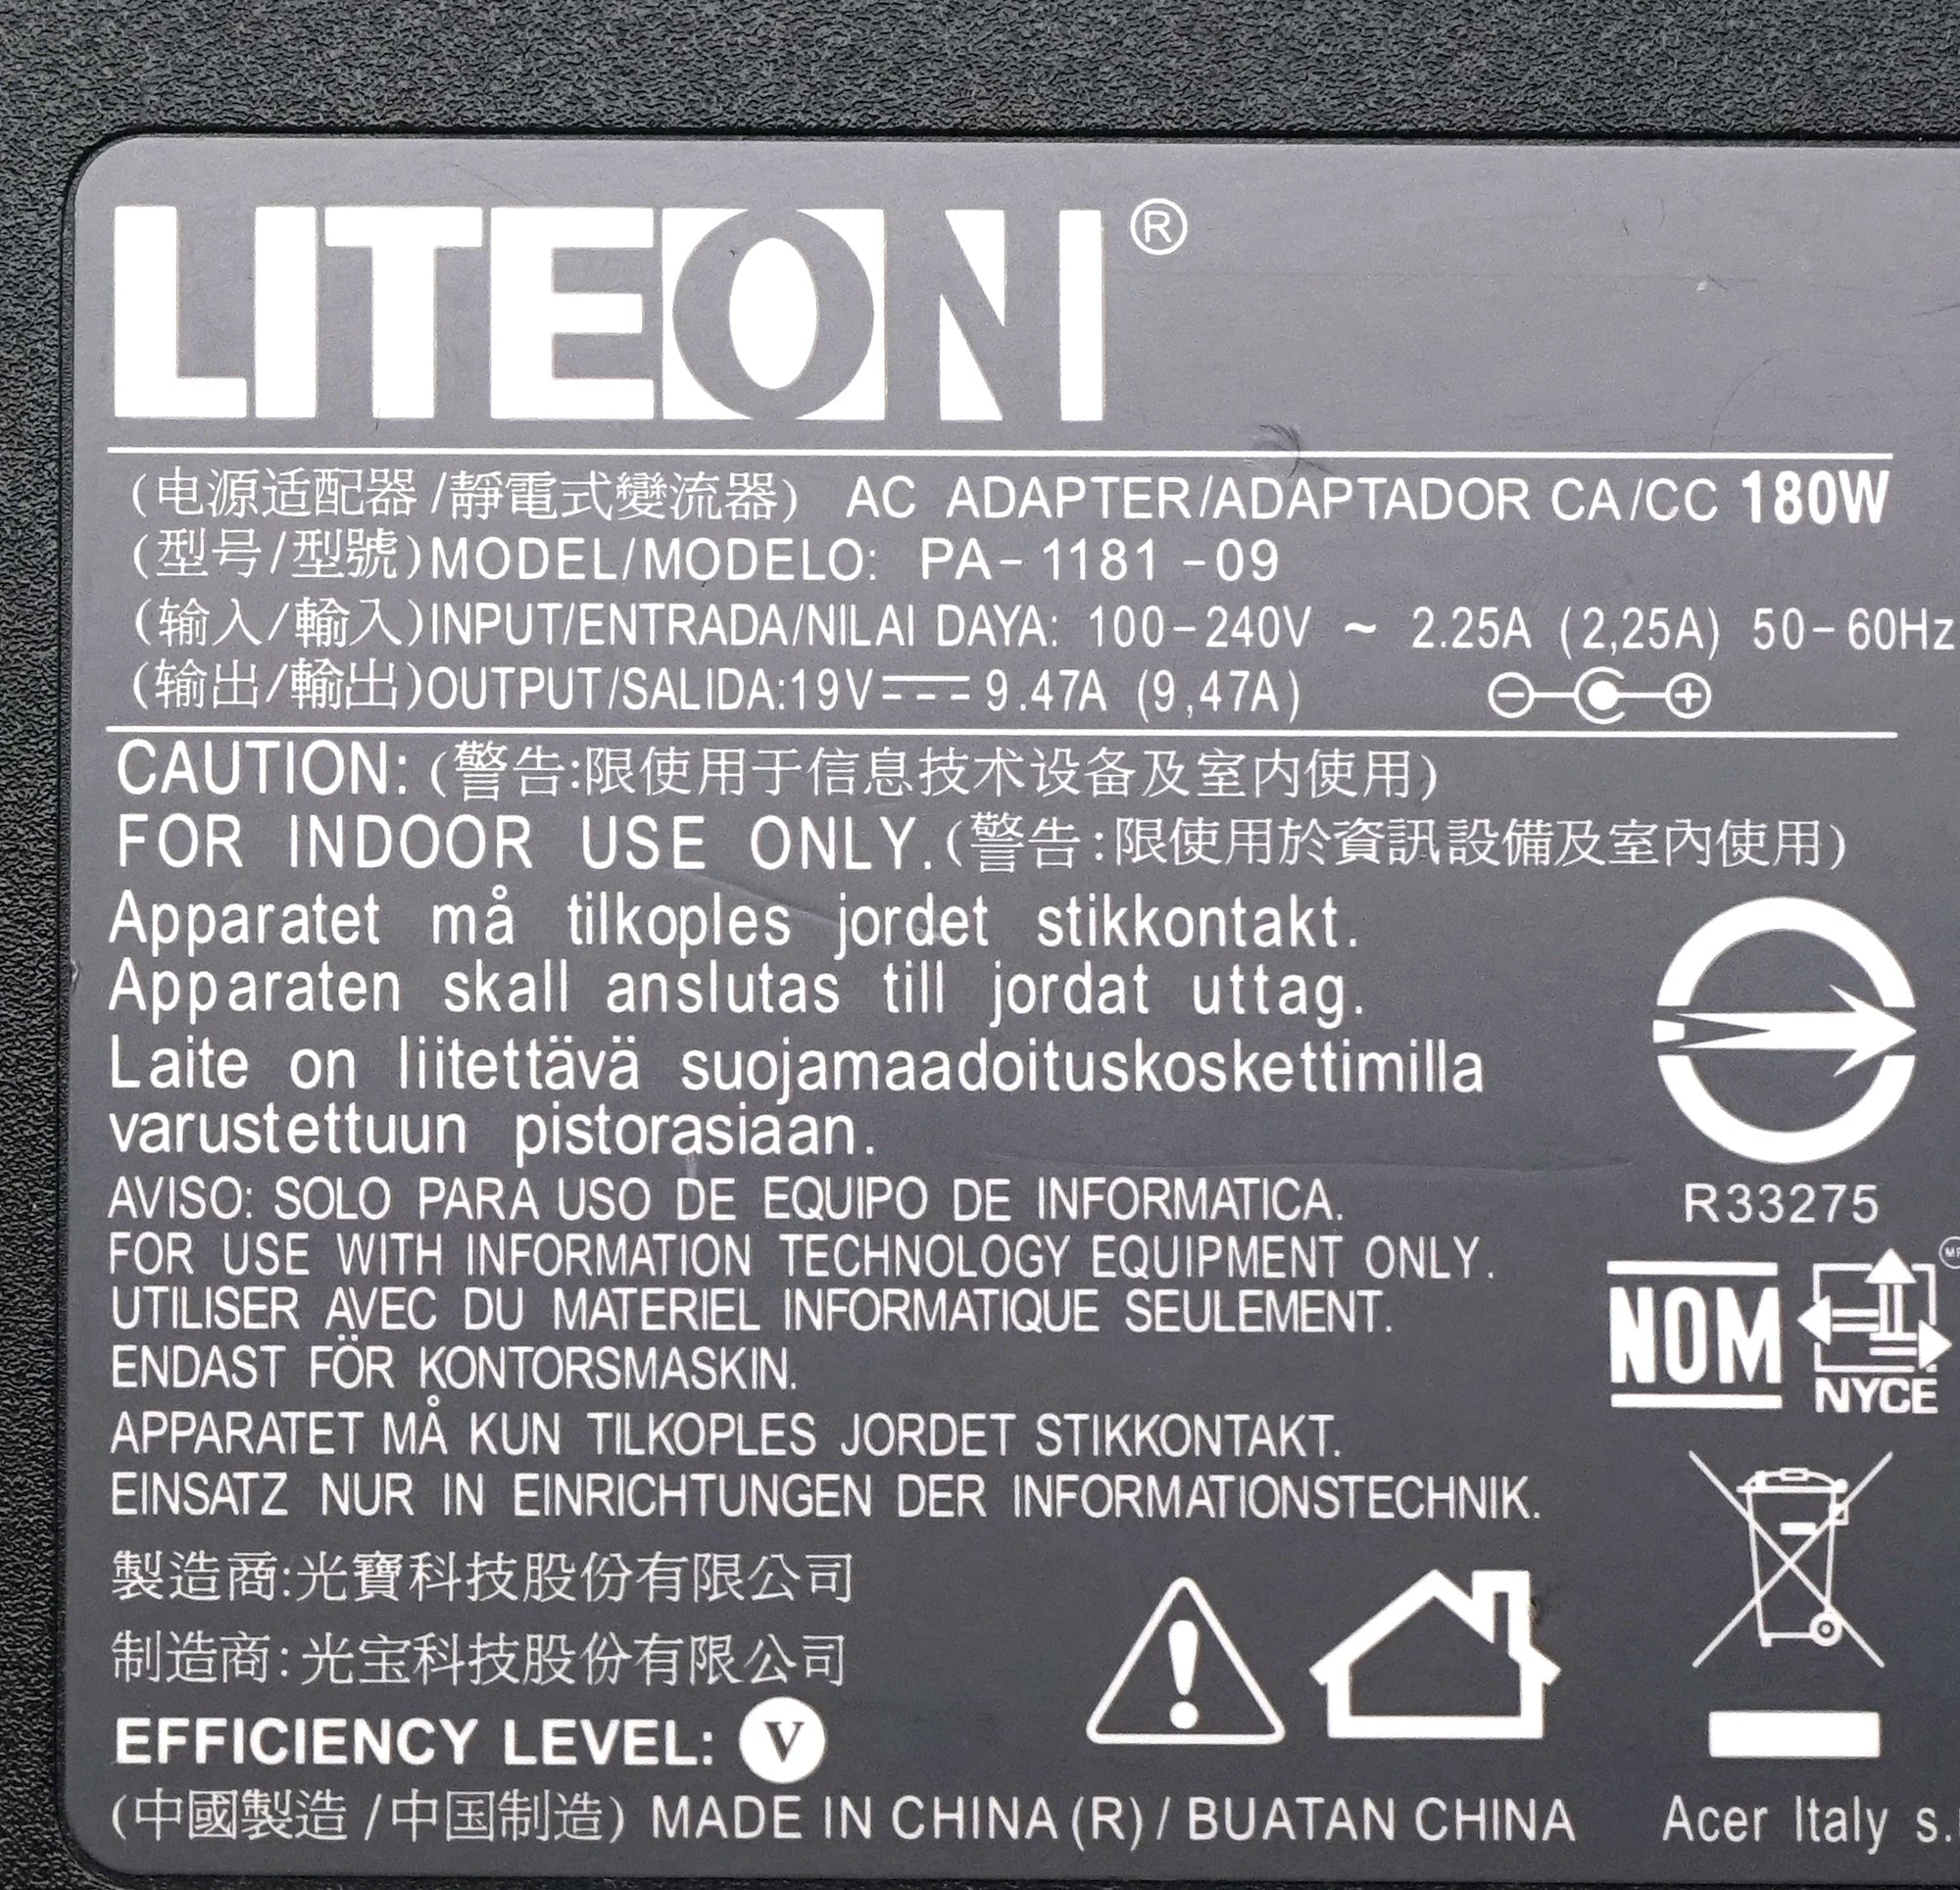 LITEON®
(电源适配器/靜電式變流器) AC ADAPTER/ADAPTADOR CA/CC 180W
(型号/型號)MODEL/MODELO: PA-1181-09
(输入/輸入)INPUT/ENTRADA/NILAI DAYA: 100-240V ~ 2.25A (2,25A) 50-60Hz
(输出/輸出)OUTPUT/SALIDA:19V⎓9.47A (9,47A)
CAUTION: (警告:限使用于信息技术设备及室内使用)
FOR INDOOR USE ONLY.(警告:限使用於資訊設備及室內使用)
Apparatet må tilkoples jordet stikkontakt.
Apparaten skall anslutas till jordat uttag.
Laite on liitettävä suojamaadoituskoskettimilla
varustettuun pistorasiaan.
AVISO: SOLO PARA USO DE EQUIPO DE INFORMATICA.
R33275
FOR USE WITH INFORMATION TECHNOLOGY EQUIPMENT ONLY.
UTILISER AVEC DU MATERIEL INFORMATIQUE SEULEMENT.
ENDAST FÖR KONTORSMASKIN.
NOM
NYCE
APPARATET MÅ KUN TILKOPLES JORDET STIKKONTAKT.
EINSATZ NUR IN EINRICHTUNGEN DER INFORMATIONSTECHNIK.
製造商:光寶科技股份有限公司
制造商:光宝科技股份有限公司
EFFICIENCY LEVEL: V
(中國製造/中国制造) MADE IN CHINA(R)/BUATAN CHINA
Acer Italy s.